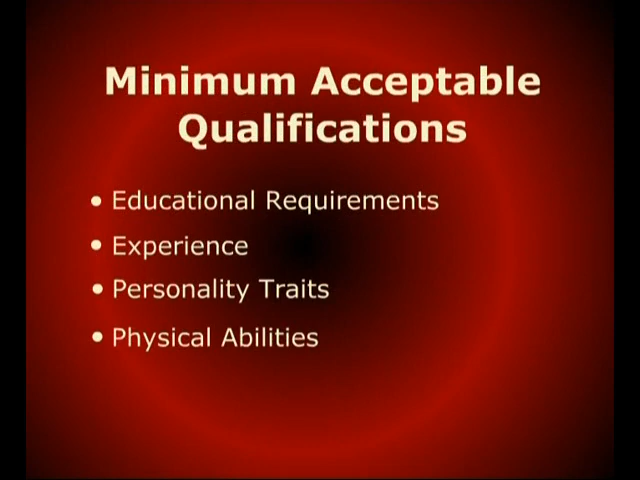 Minimum Acceptable
Qualifications
• Educational Requirements
• Experience
• Personality Traits
• Physical Abilities